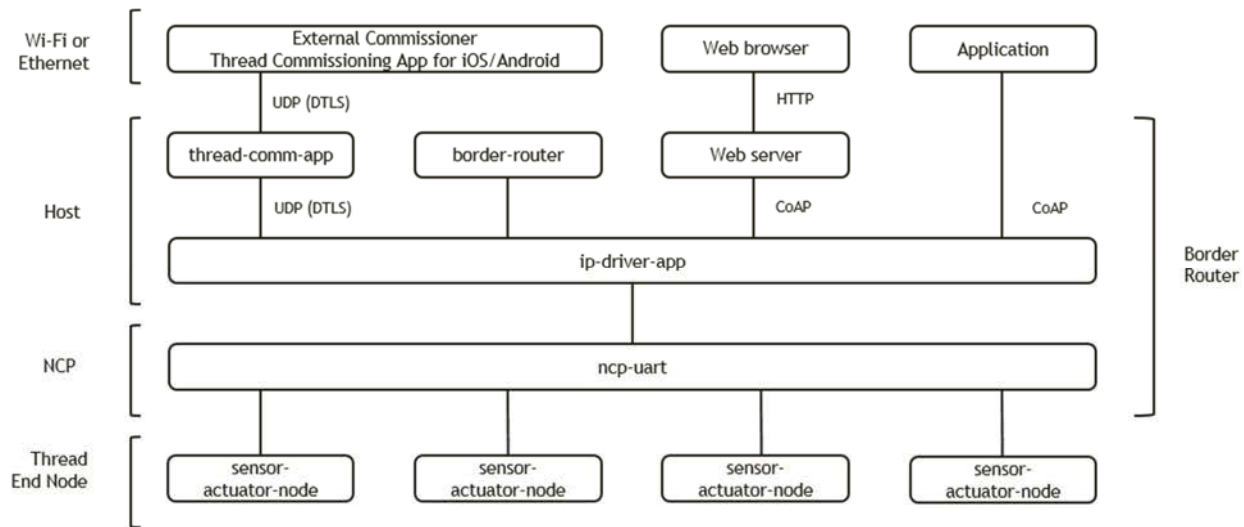 Wi-Fi or
Ethernet
External Commissioner
Thread Commissioning App for iOS/Android
Web browser
Application
UDP (DTLS)
HTTP
Host
thread-comm-app
border-router
Web server
UDP (DTLS)
CoAP
CoAP
ip-driver-app
Border
Router
NCP
ncp-uart
Thread
End Node
sensor-
actuator-node
sensor-
actuator-node
sensor-
actuator-node
sensor-
actuator-node